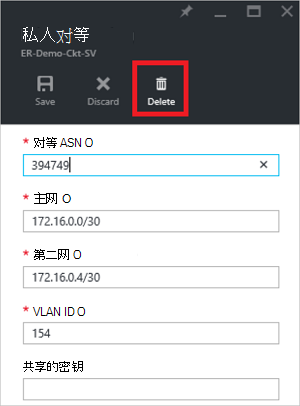 私人对等
ER-Demo-Ckt-SV
Save Discard Delete
* 对等 ASN O
394749
* 主网 O
172.16.0.0/30
* 第二网 O
172.16.0.4/30
* VLAN ID O
154
共享的密钥